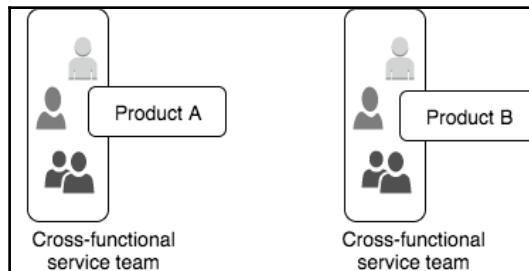 Product A
Product B
Cross-functional
service team
Cross-functional
service team